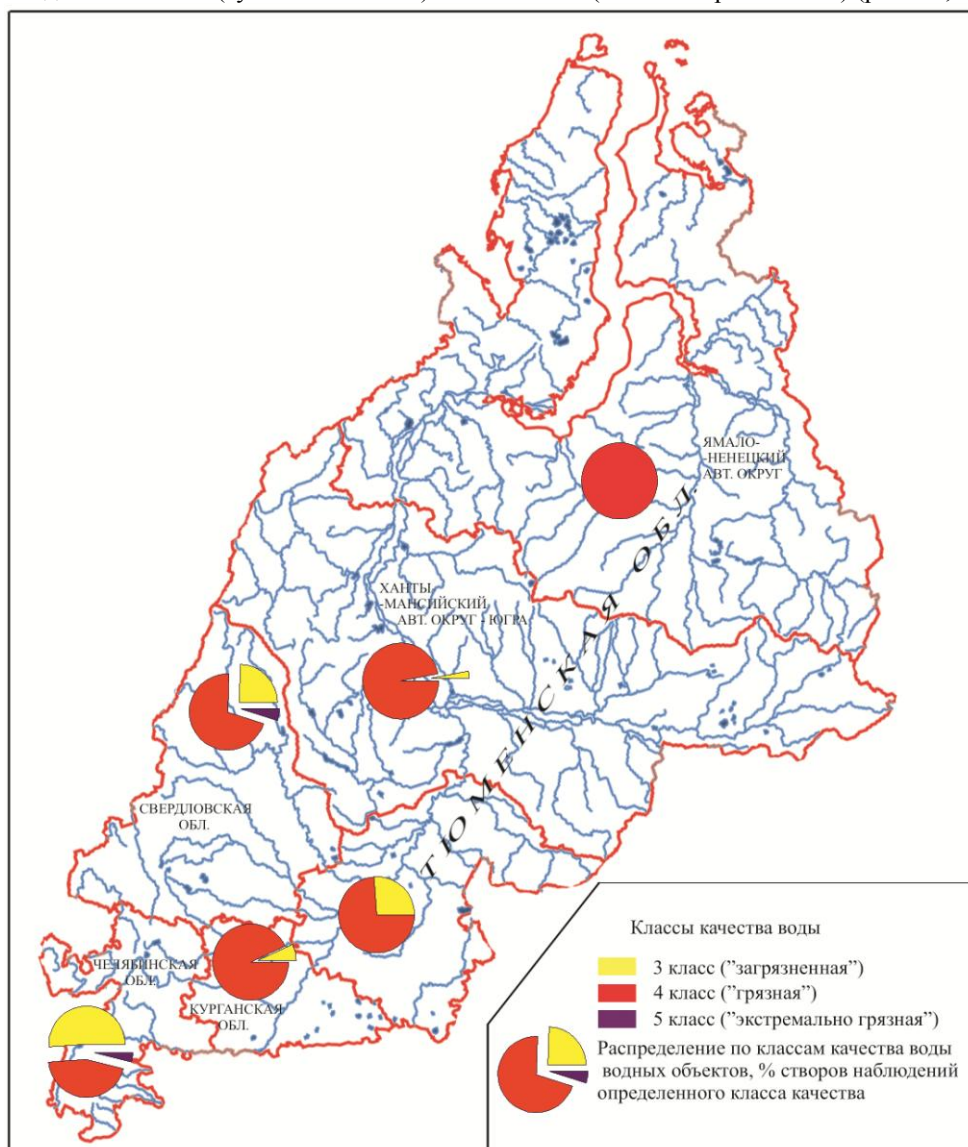 ЯМАЛО-
-НЕНЕЦКИЙ
АВТ. ОКРУГ
ХАНТЫ
-МАНСИЙСКИЙ
АВТ. ОКРУГ - ЮГРА
ТЮМЕНСКАЯ ОБЛ.
СВЕРДЛОВСКАЯ
ОБЛ.
ЧЕЛЯБИНСКАЯ
ОБЛ.
КУРГАНСКАЯ
ОБЛ.
Классы качества воды
3 класс ("загрязненная")
4 класс ("грязная")
5 класс ("экстремально грязная")
Распределение по классам качества воды
водных объектов, % створов наблюдений
определенного класса качества